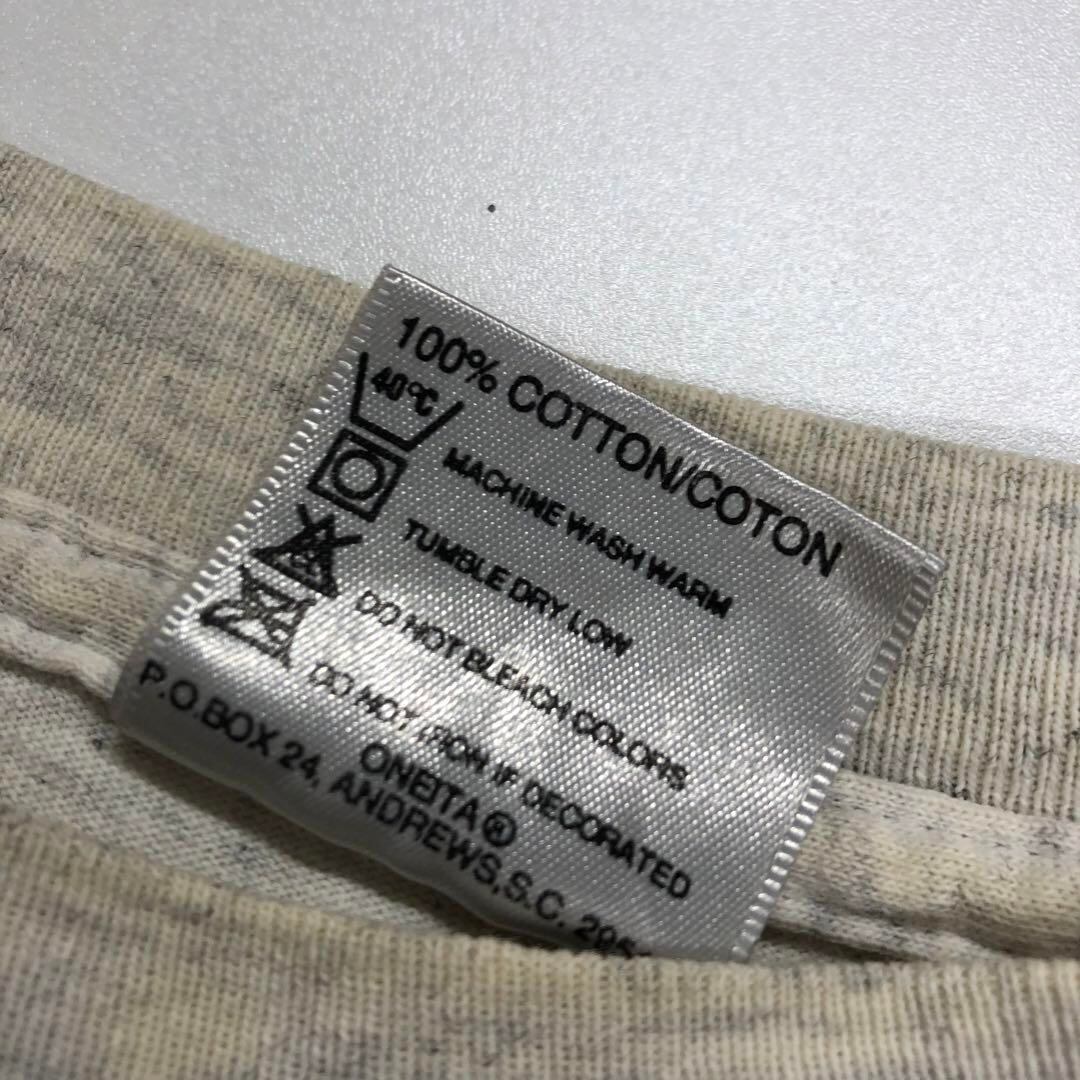 100% COTTON/COTON
40°C
MACHINE WASH WARM
TUMBLE DRY LOW
DO NOT BLEACH COLORS
DO NOT IRON IF DECORATED
ONEITA®
P.O.BOX 24, ANDREWS,S.C.